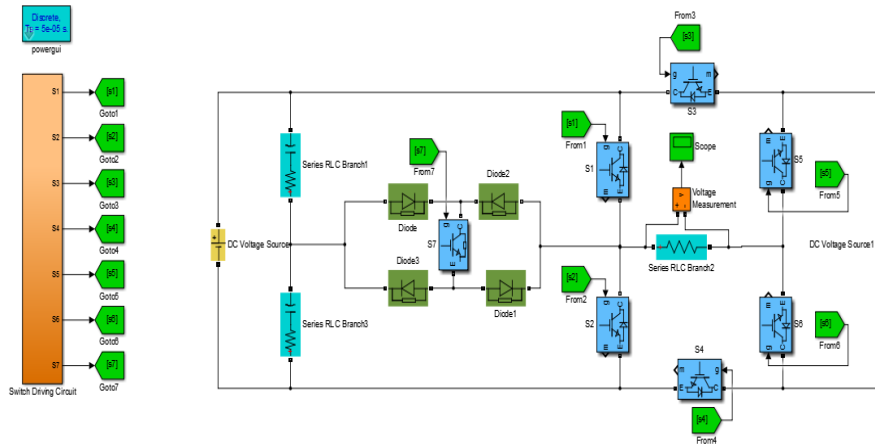 Discrete,
Ts = 5e-05 s.
powergui
S1
S2
S3
S4
S5
S6
S7
[s1]
Goto1
[s2]
Goto2
[s3]
Goto3
[s4]
Goto4
[s5]
Goto5
[s6]
Goto6
[s7]
Goto7
Switch Driving Circuit
DC Voltage Source
Series RLC Branch1
Series RLC Branch3
[s7]
From7
Diode
Diode2
Diode3
Diode1
g
C
E
S7
From3
[s3]
g
m
C
E
S3
[s1]
From1
g
C
E
m
S1
Scope
Voltage
Measurement
v
+
-
Series RLC Branch2
m
E
g
C
S5
[s5]
From5
DC Voltage Source1
[s2]
From2
g
C
E
m
S2
m
E
g
C
S6
[s6]
From6
S4
m
g
E
C
[s4]
From4